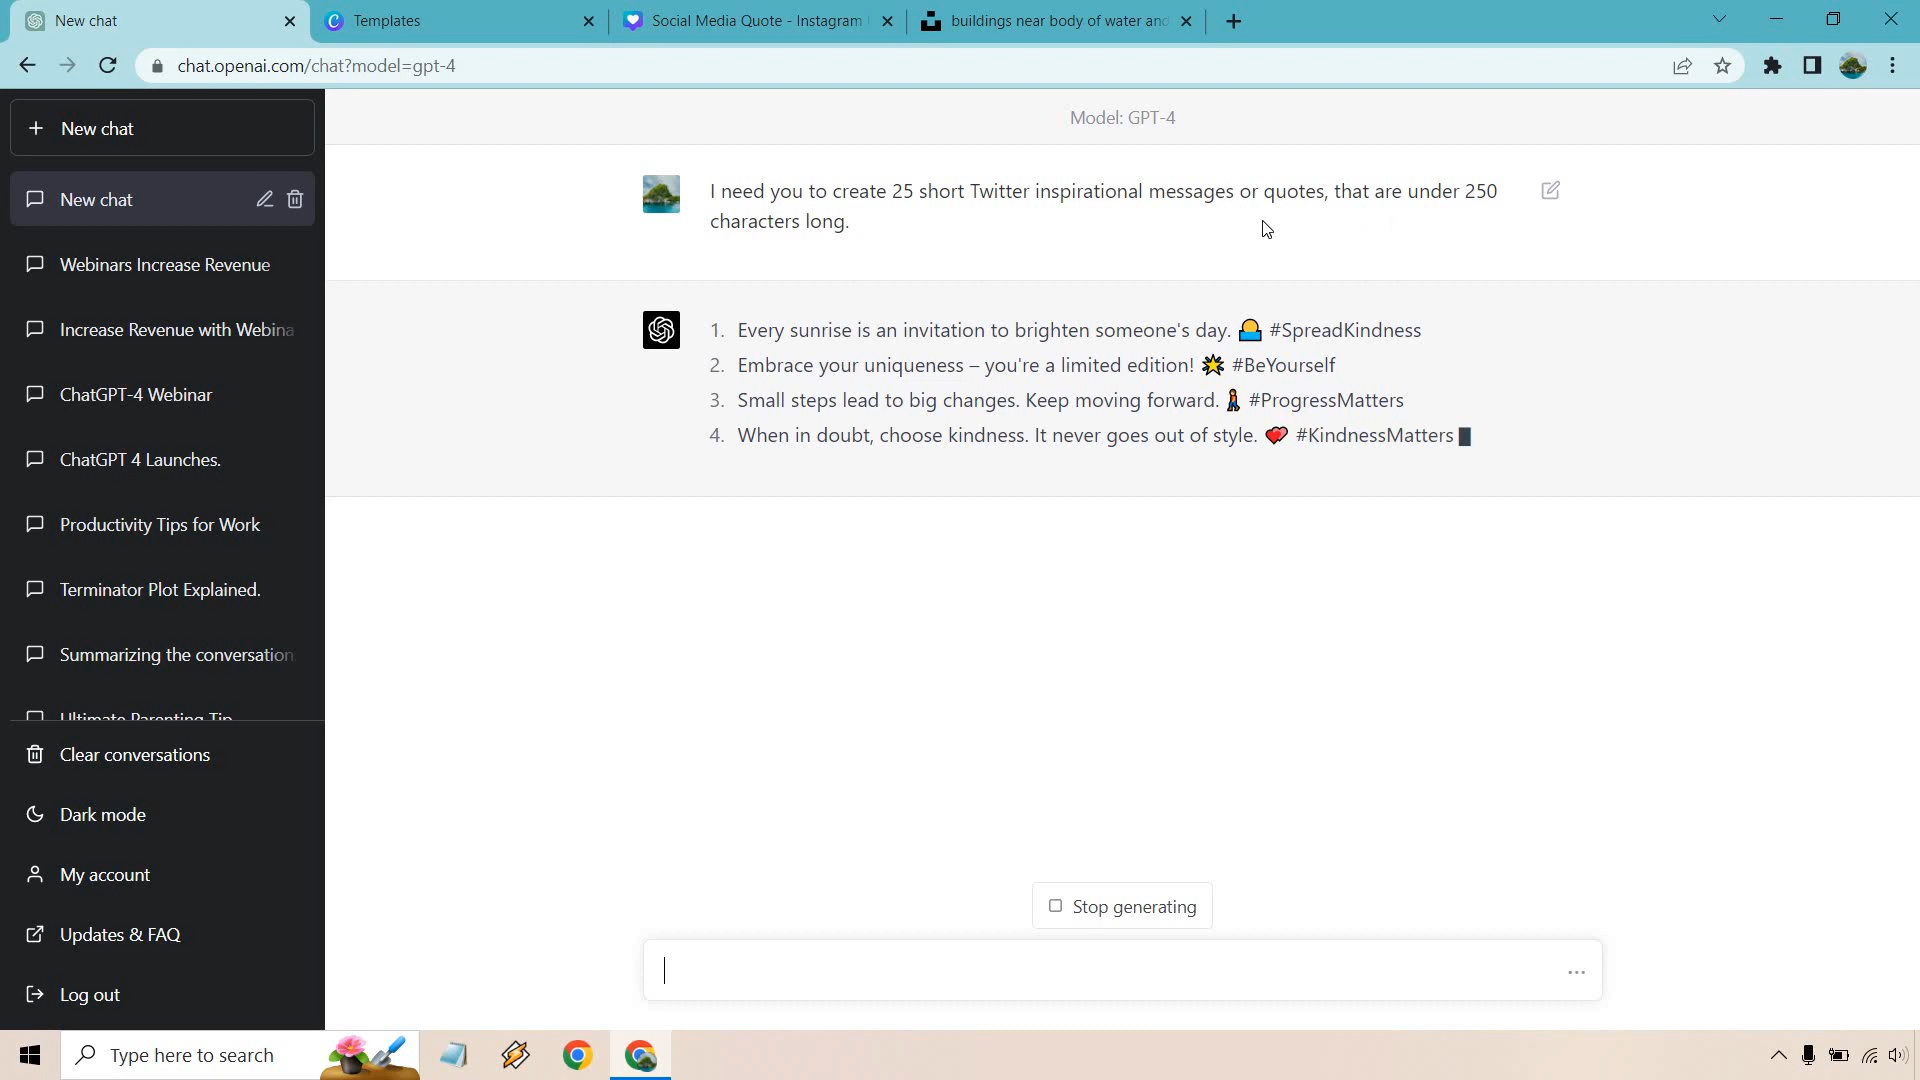 New chat
Templates
Social Media Quote - Instagram
buildings near body of water and
chat.openai.com/chat?model=gpt-4
New chat
New chat
Webinars Increase Revenue
Increase Revenue with Webina
ChatGPT-4 Webinar
ChatGPT 4 Launches.
Productivity Tips for Work
Terminator Plot Explained.
Summarizing the conversation
Ultimate Parenting Tip
Clear conversations
Dark mode
My account
Updates & FAQ
Log out
Model: GPT-4
I need you to create 25 short Twitter inspirational messages or quotes, that are under 250
characters long.
1. Every sunrise is an invitation to brighten someone's day. 🌅 #SpreadKindness
2. Embrace your uniqueness – you're a limited edition! 🌟 #BeYourself
3. Small steps lead to big changes. Keep moving forward. 🚶 #ProgressMatters
4. When in doubt, choose kindness. It never goes out of style. 💕 #KindnessMatters
Stop generating
Type here to search